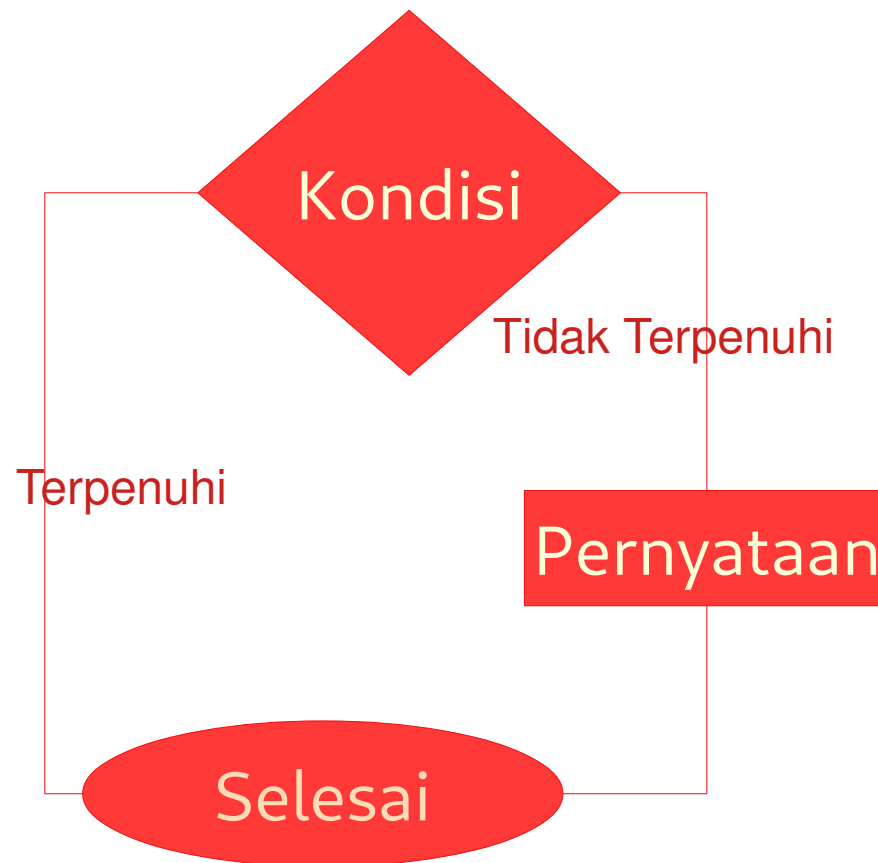 Kondisi
Tidak Terpenuhi
Terpenuhi
Pernyataan
Selesai